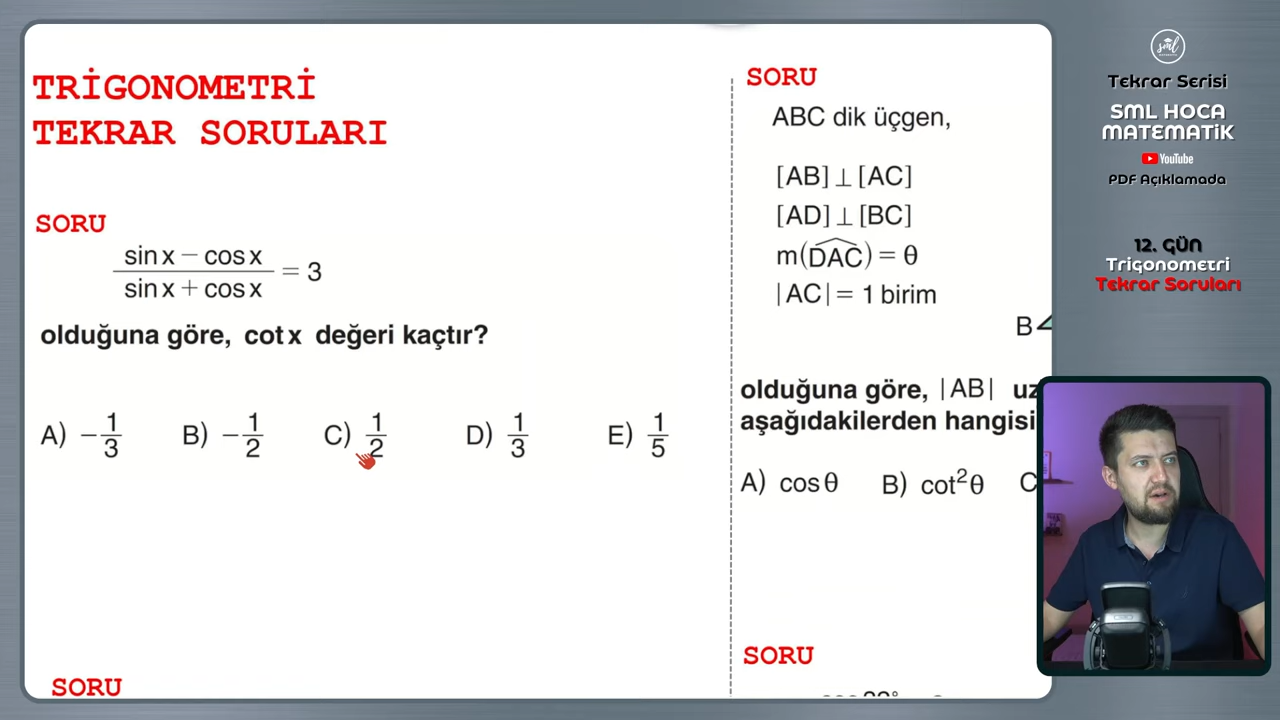 TRİGONOMETRİ
TEKRAR SORULARI
SORU
sin x − cos x
sin x + cos x
= 3
olduğuna göre, cot x değeri kaçtır?
A) −1/3 B) −1/2 C) 1/2 D) 1/3 E) 1/5
SORU
SORU
ABC dik üçgen,
[AB] ⊥ [AC]
[AD] ⊥ [BC]
m(DAC) = θ
|AC| = 1 birim
B
olduğuna göre, |AB| uz
aşağıdakilerden hangisi
A) cos θ B) cot²θ C
SORU
sml
Tekrar Serisi
SML HOCA
MATEMATİK
YouTube
PDF Açıklamada
12. GÜN
Trigonometri
Tekrar Soruları